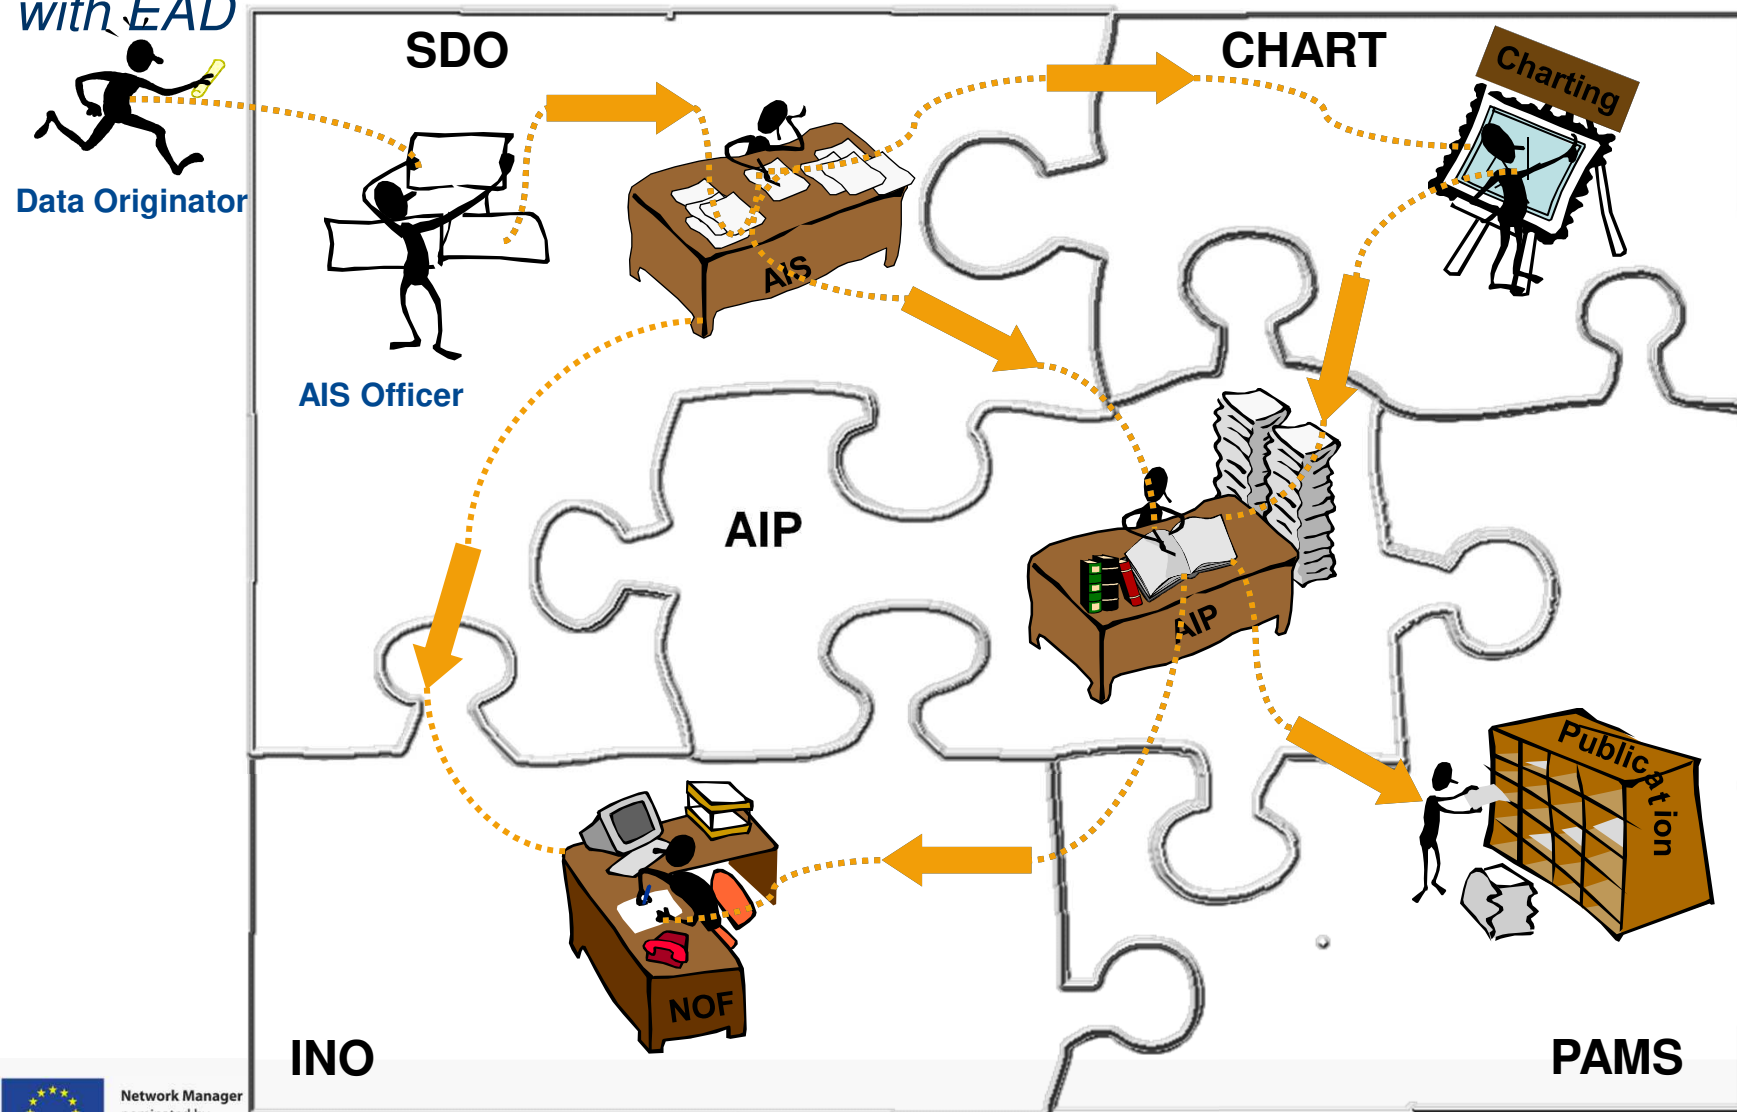 with EAD
SDO
CHART
Charting
Data Originator
AIS
AIS Officer
AIP
AIP
Publication
NOF
INO
PAMS
Network Manager